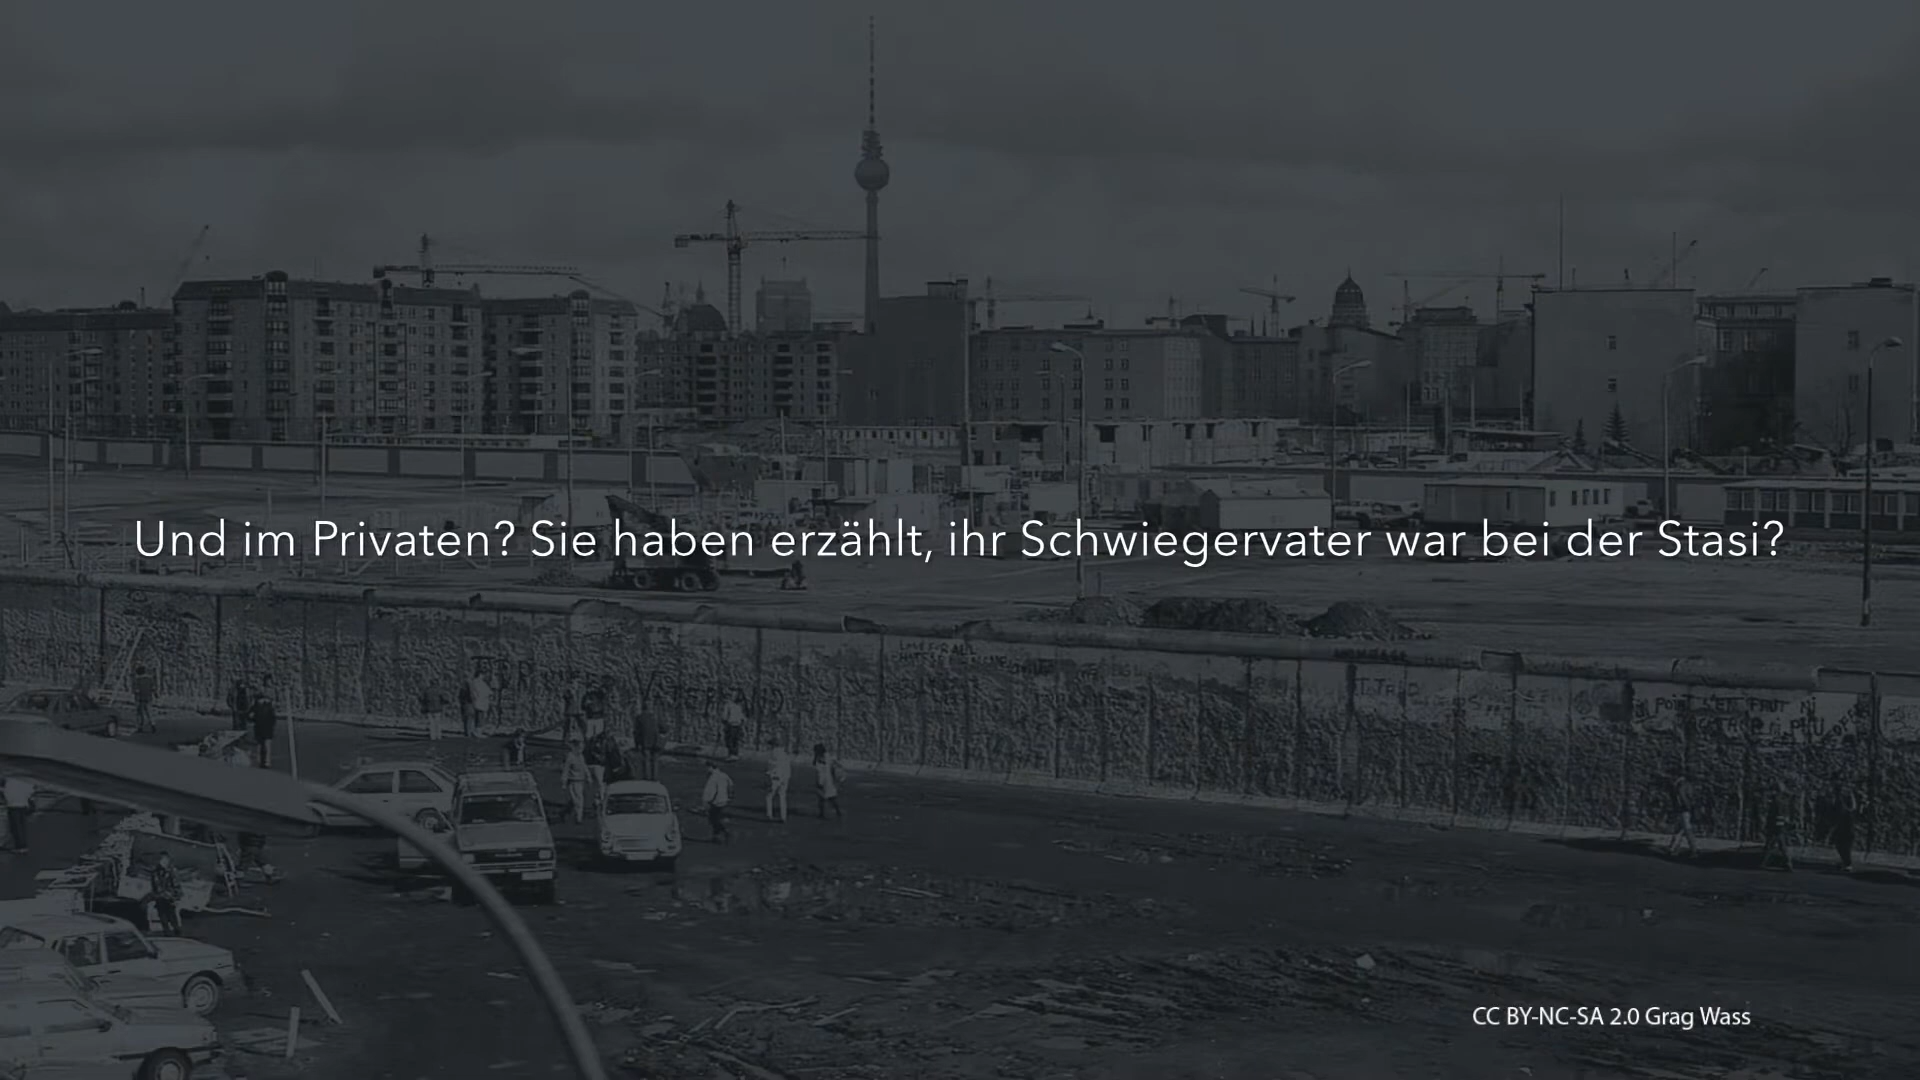 Und im Privaten? Sie haben erzählt, ihr Schwiegervater war bei der Stasi?
VATERLAND
CC BY-NC-SA 2.0 Grag Wass